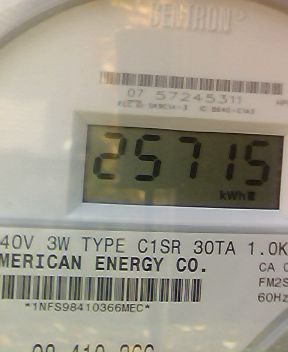 CENTRON®
07 57245311
25715
kWh
40V 3W TYPE C1SR 30TA 1.0K
MERICAN ENERGY CO.
CA 0
FM2S
60Hz
*1NFS98410366MEC*